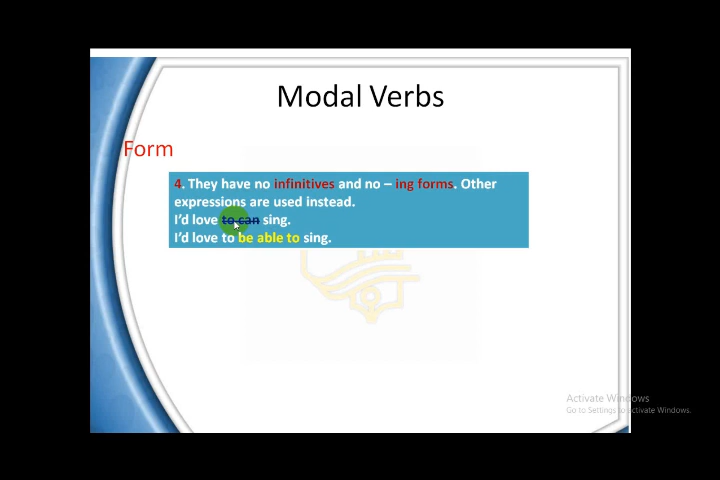 Modal Verbs
Form
4. They have no infinitives and no – ing forms. Other
expressions are used instead.
I'd love to can sing.
I'd love to be able to sing.
Activate Windows
Go to Settings to activate Windows.